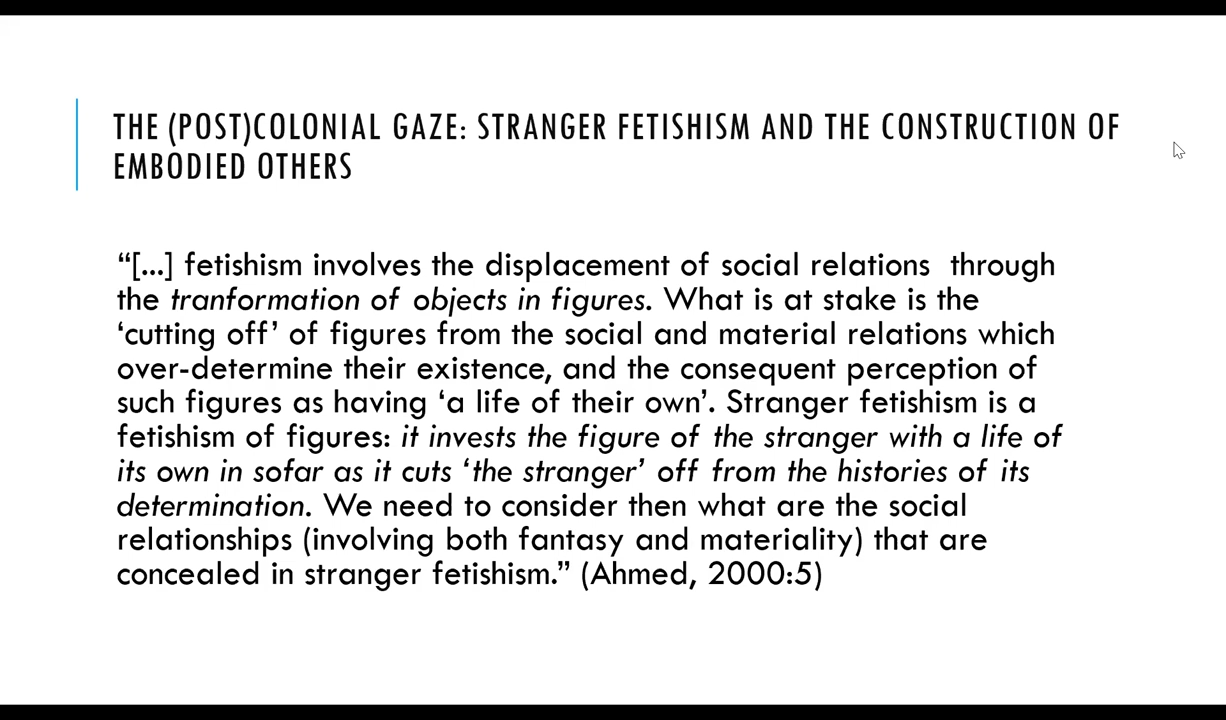 THE (POST)COLONIAL GAZE: STRANGER FETISHISM AND THE CONSTRUCTION OF
EMBODIED OTHERS
“[...] fetishism involves the displacement of social relations  through
the tranformation of objects in figures. What is at stake is the
‘cutting off’ of figures from the social and material relations which
over-determine their existence, and the consequent perception of
such figures as having ‘a life of their own’. Stranger fetishism is a
fetishism of figures: it invests the figure of the stranger with a life of
its own in sofar as it cuts ‘the stranger’ off from the histories of its
determination. We need to consider then what are the social
relationships (involving both fantasy and materiality) that are
concealed in stranger fetishism.” (Ahmed, 2000:5)